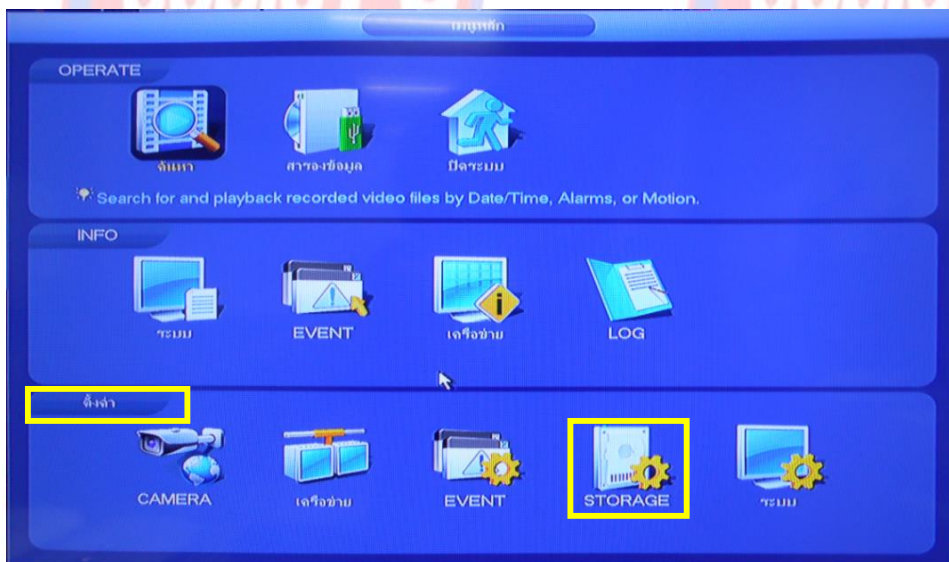 เมนูหลัก
OPERATE
ค้นหา
สำรองข้อมูล
ปิดระบบ
Search for and playback recorded video files by Date/Time, Alarms, or Motion.
INFO
ระบบ
EVENT
เครือข่าย
LOG
ตั้งค่า
CAMERA
เครือข่าย
EVENT
STORAGE
ระบบ